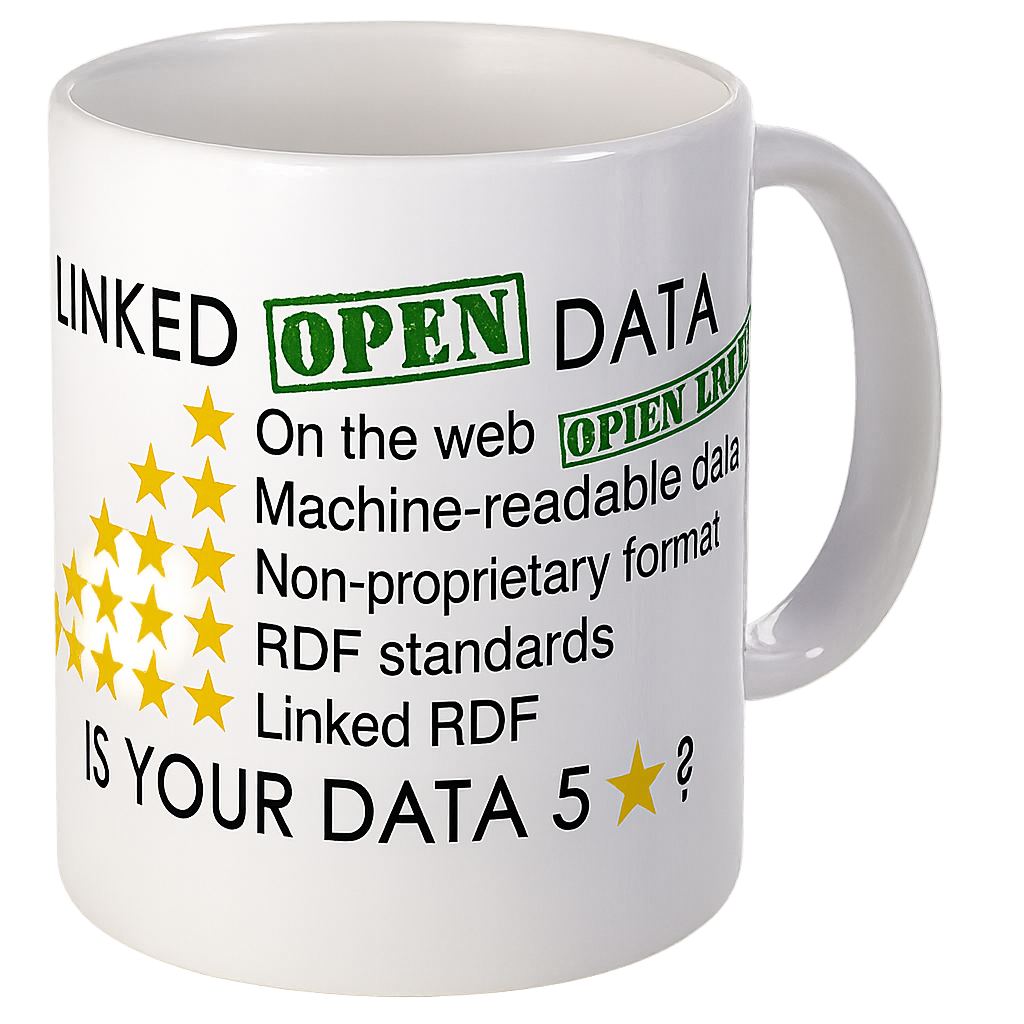 LINKED OPEN DATA
On the web OPIEN
Machine-readable dala
Non-proprietary format
RDF standards
Linked RDF
IS YOUR DATA 5 ★ ?